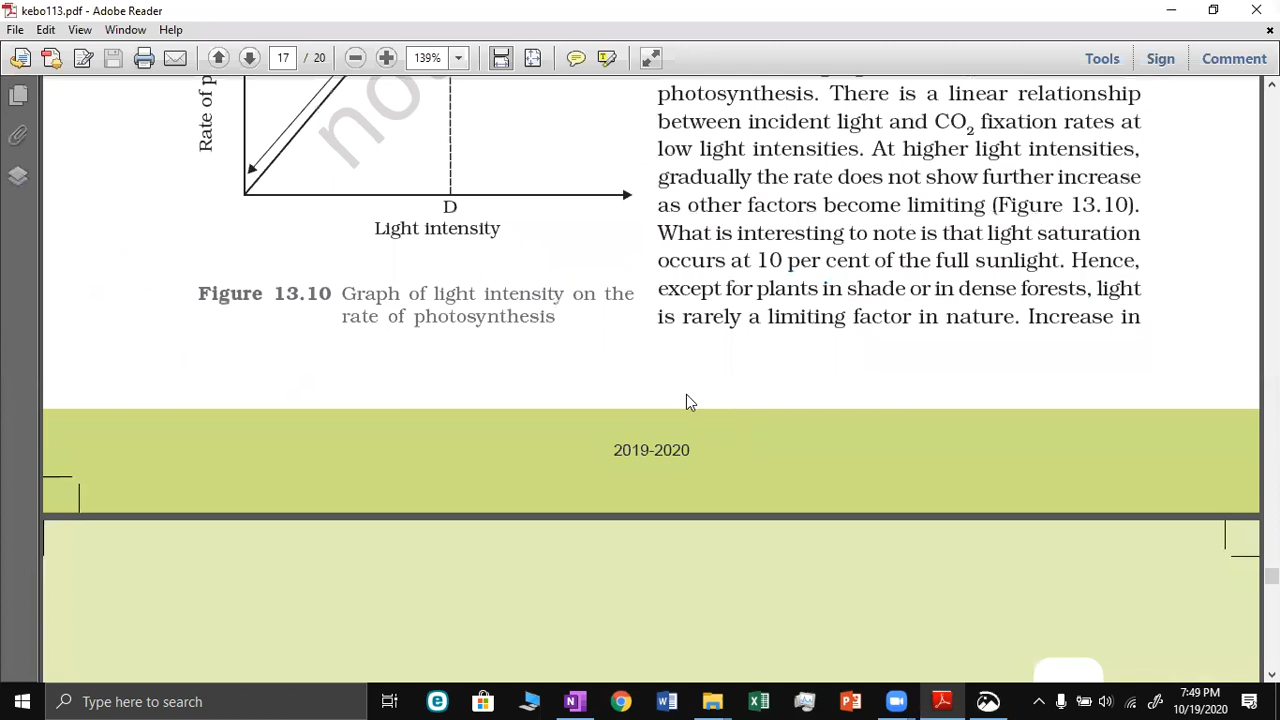 kebo113.pdf - Adobe Reader
File Edit View Window Help
17 / 20 139% Tools Sign Comment
Rate of p
no
D
Light intensity
Figure 13.10 Graph of light intensity on the
rate of photosynthesis
photosynthesis. There is a linear relationship
between incident light and CO2 fixation rates at
low light intensities. At higher light intensities,
gradually the rate does not show further increase
as other factors become limiting (Figure 13.10).
What is interesting to note is that light saturation
occurs at 10 per cent of the full sunlight. Hence,
except for plants in shade or in dense forests, light
is rarely a limiting factor in nature. Increase in
2019-2020
Type here to search
7:49 PM
10/19/2020